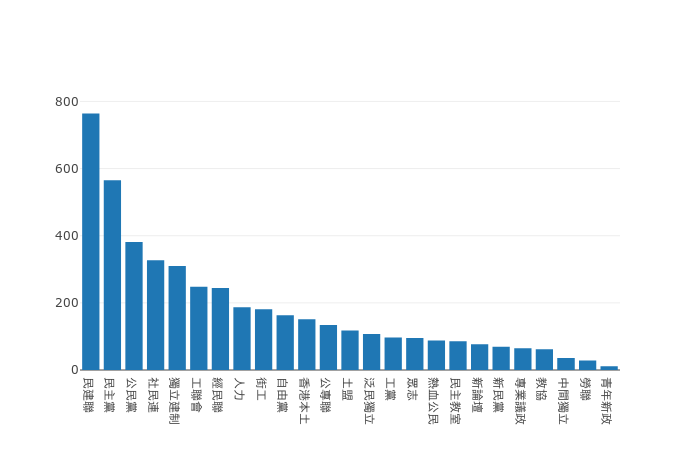 800
600
400
200
0
民建聯
民主黨
公民黨
社民連
獨立建制
工聯會
經民聯
人力
街工
自由黨
香港本土
公專聯
土盟
泛民獨立
工黨
眾志
熱血公民
民主教室
新論壇
新民黨
專業議政
教協
中間獨立
勞聯
青年新政